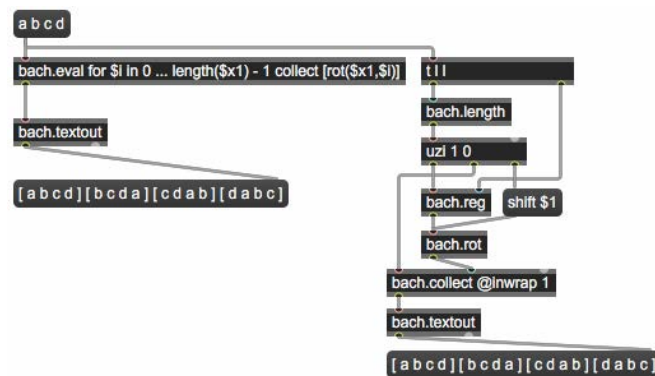 a b c d
bach.eval for $i in 0 ... length($x1) - 1 collect [rot($x1,$i)]
t l l
bach.length
bach.textout
uzi 1 0
[ a b c d ] [ b c d a ] [ c d a b ] [ d a b c ]
bach.reg
shift $1
bach.rot
bach.collect @inwrap 1
bach.textout
[ a b c d ] [ b c d a ] [ c d a b ] [ d a b c ]